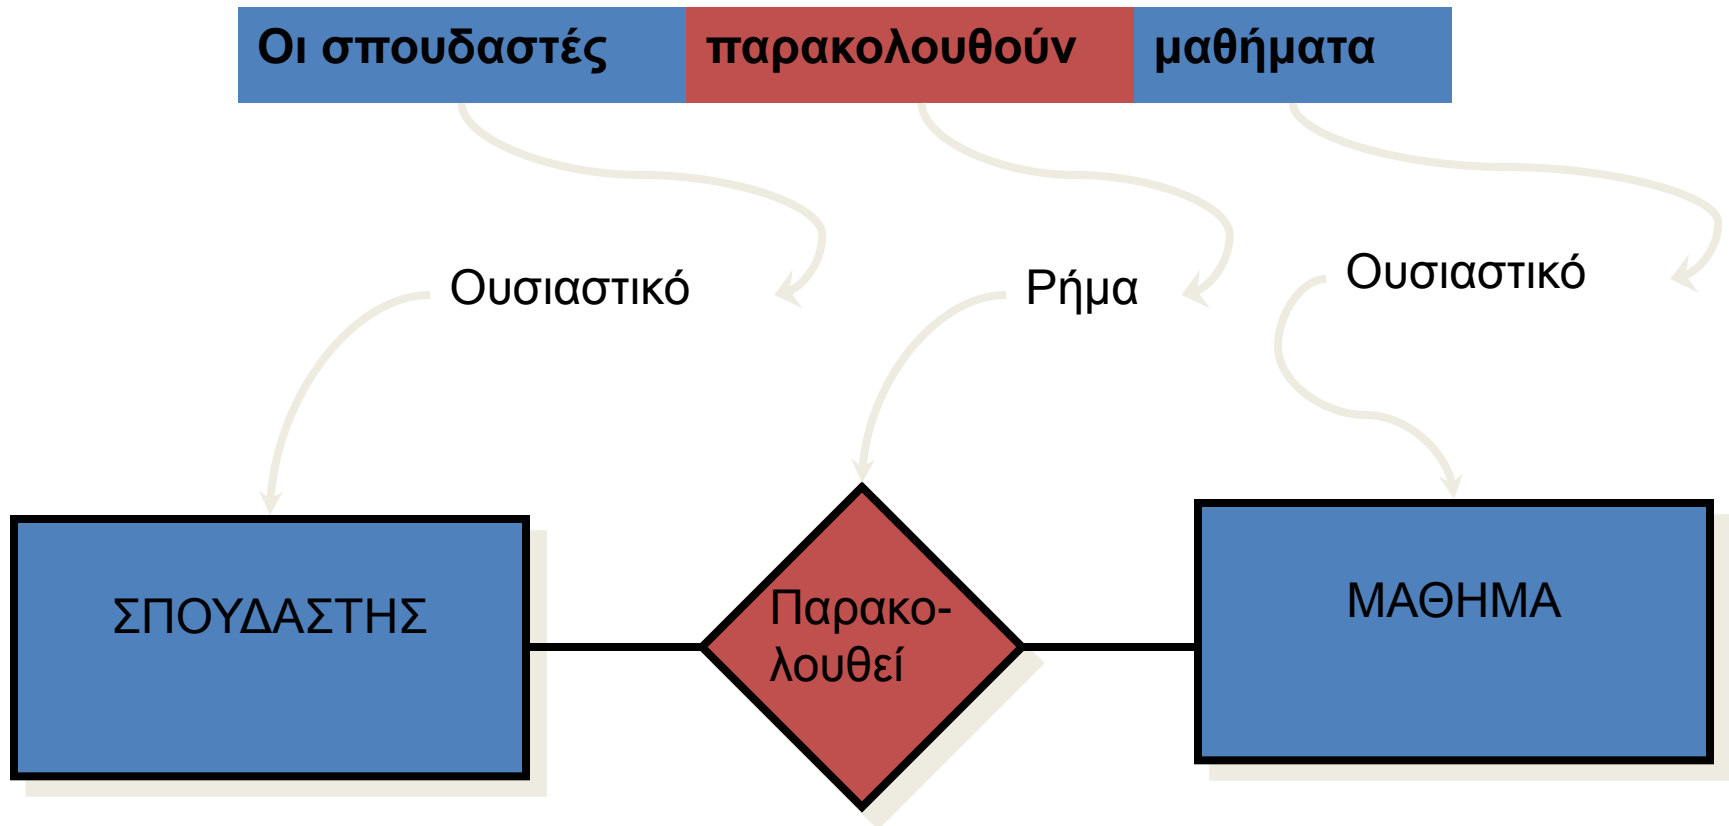 Οι σπουδαστές παρακολουθούν μαθήματα
Ουσιαστικό Ρήμα Ουσιαστικό
ΣΠΟΥΔΑΣΤΗΣ
Παρακο-
λουθεί
ΜΑΘΗΜΑ